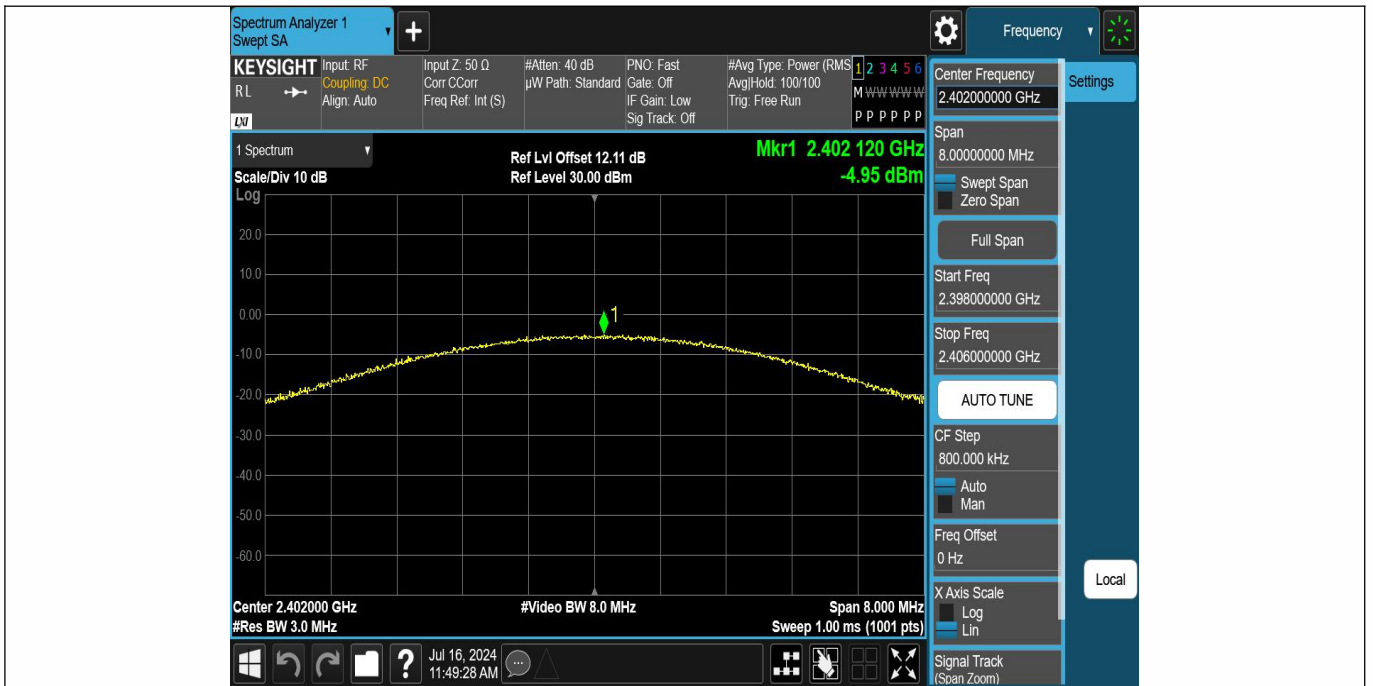 Spectrum Analyzer 1
Swept SA
+
Frequency
KEYSIGHT
RL
LXI
Input: RF
Coupling: DC
Align: Auto
Input Z: 50 Ω
Corr CCorr
Freq Ref: Int (S)
#Atten: 40 dB
µW Path: Standard
PNO: Fast
Gate: Off
IF Gain: Low
Sig Track: Off
#Avg Type: Power (RMS
Avg|Hold: 100/100
Trig: Free Run
1 2 3 4 5 6
M W W W W W
P P P P P P
1 Spectrum
Scale/Div 10 dB
Log
Ref Lvl Offset 12.11 dB
Ref Level 30.00 dBm
Mkr1 2.402 120 GHz
-4.95 dBm
20.0
10.0
0.00
-10.0
-20.0
-30.0
-40.0
-50.0
-60.0
1
Center 2.402000 GHz
#Res BW 3.0 MHz
#Video BW 8.0 MHz
Span 8.000 MHz
Sweep 1.00 ms (1001 pts)
Center Frequency
2.402000000 GHz
Settings
Span
8.00000000 MHz
Swept Span
Zero Span
Full Span
Start Freq
2.398000000 GHz
Stop Freq
2.406000000 GHz
AUTO TUNE
CF Step
800.000 kHz
Auto
Man
Freq Offset
0 Hz
Local
X Axis Scale
Log
Lin
Signal Track
(Span Zoom)
?
Jul 16, 2024
11:49:28 AM